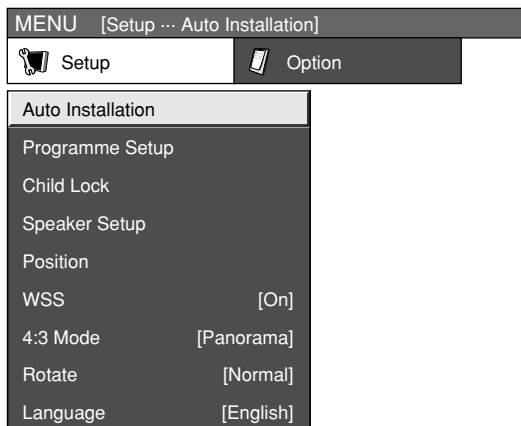 MENU [Setup ··· Auto Installation]
Setup Option
Auto Installation
Programme Setup
Child Lock
Speaker Setup
Position
WSS [On]
4:3 Mode [Panorama]
Rotate [Normal]
Language [English]